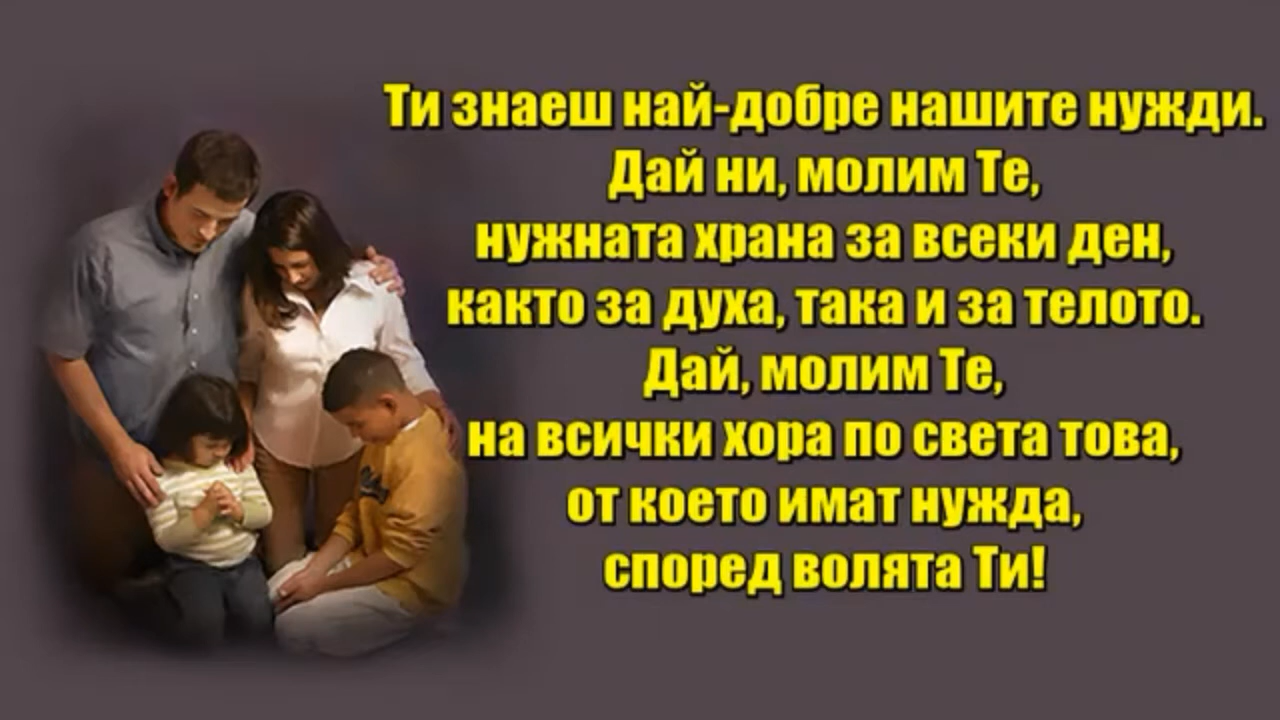 Ти знаеш най-добре нашите нужди.
Дай ни, молим Те,
нужната храна за всеки ден,
както за духа, така и за телото.
Дай, молим Те,
на всички хора по света това,
от което имат нужда,
според волята Ти!